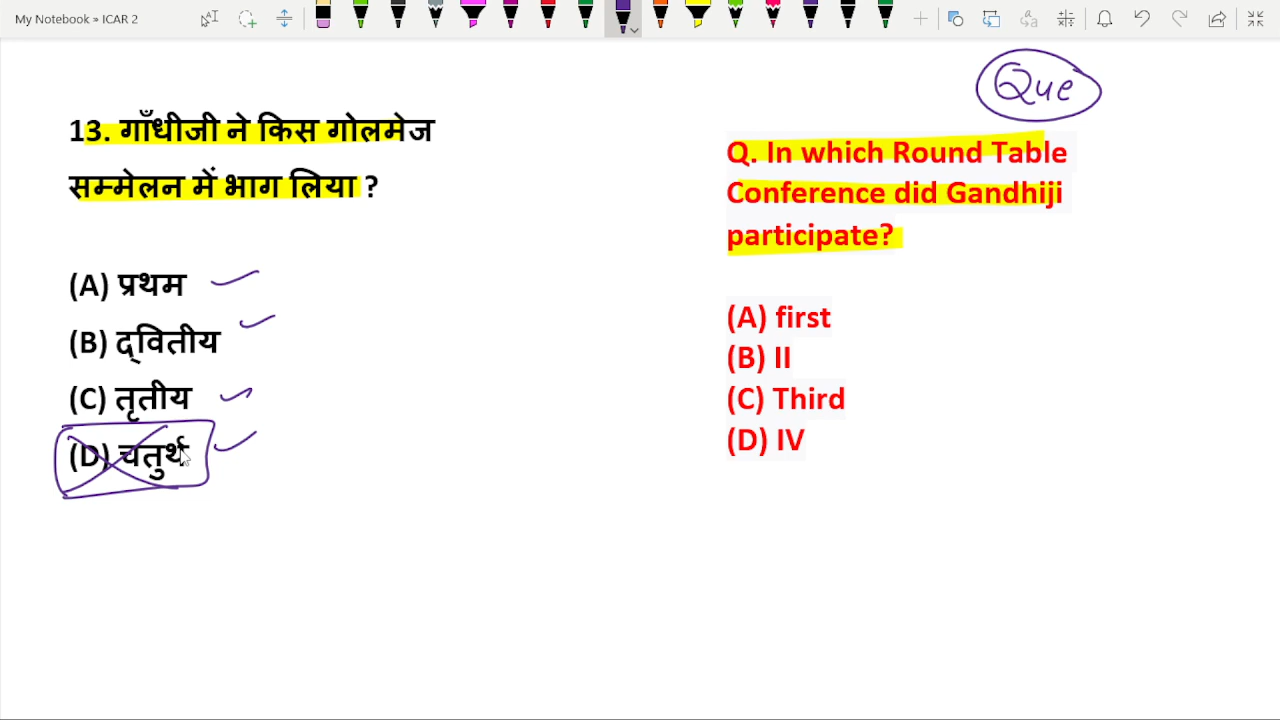 My Notebook » ICAR 2
Que
13. गाँधीजी ने किस गोलमेज
सम्मेलन में भाग लिया ?
(A) प्रथम
(B) द्वितीय
(C) तृतीय
(D) चतुर्थ
Q. In which Round Table
Conference did Gandhiji
participate?
(A) first
(B) II
(C) Third
(D) IV